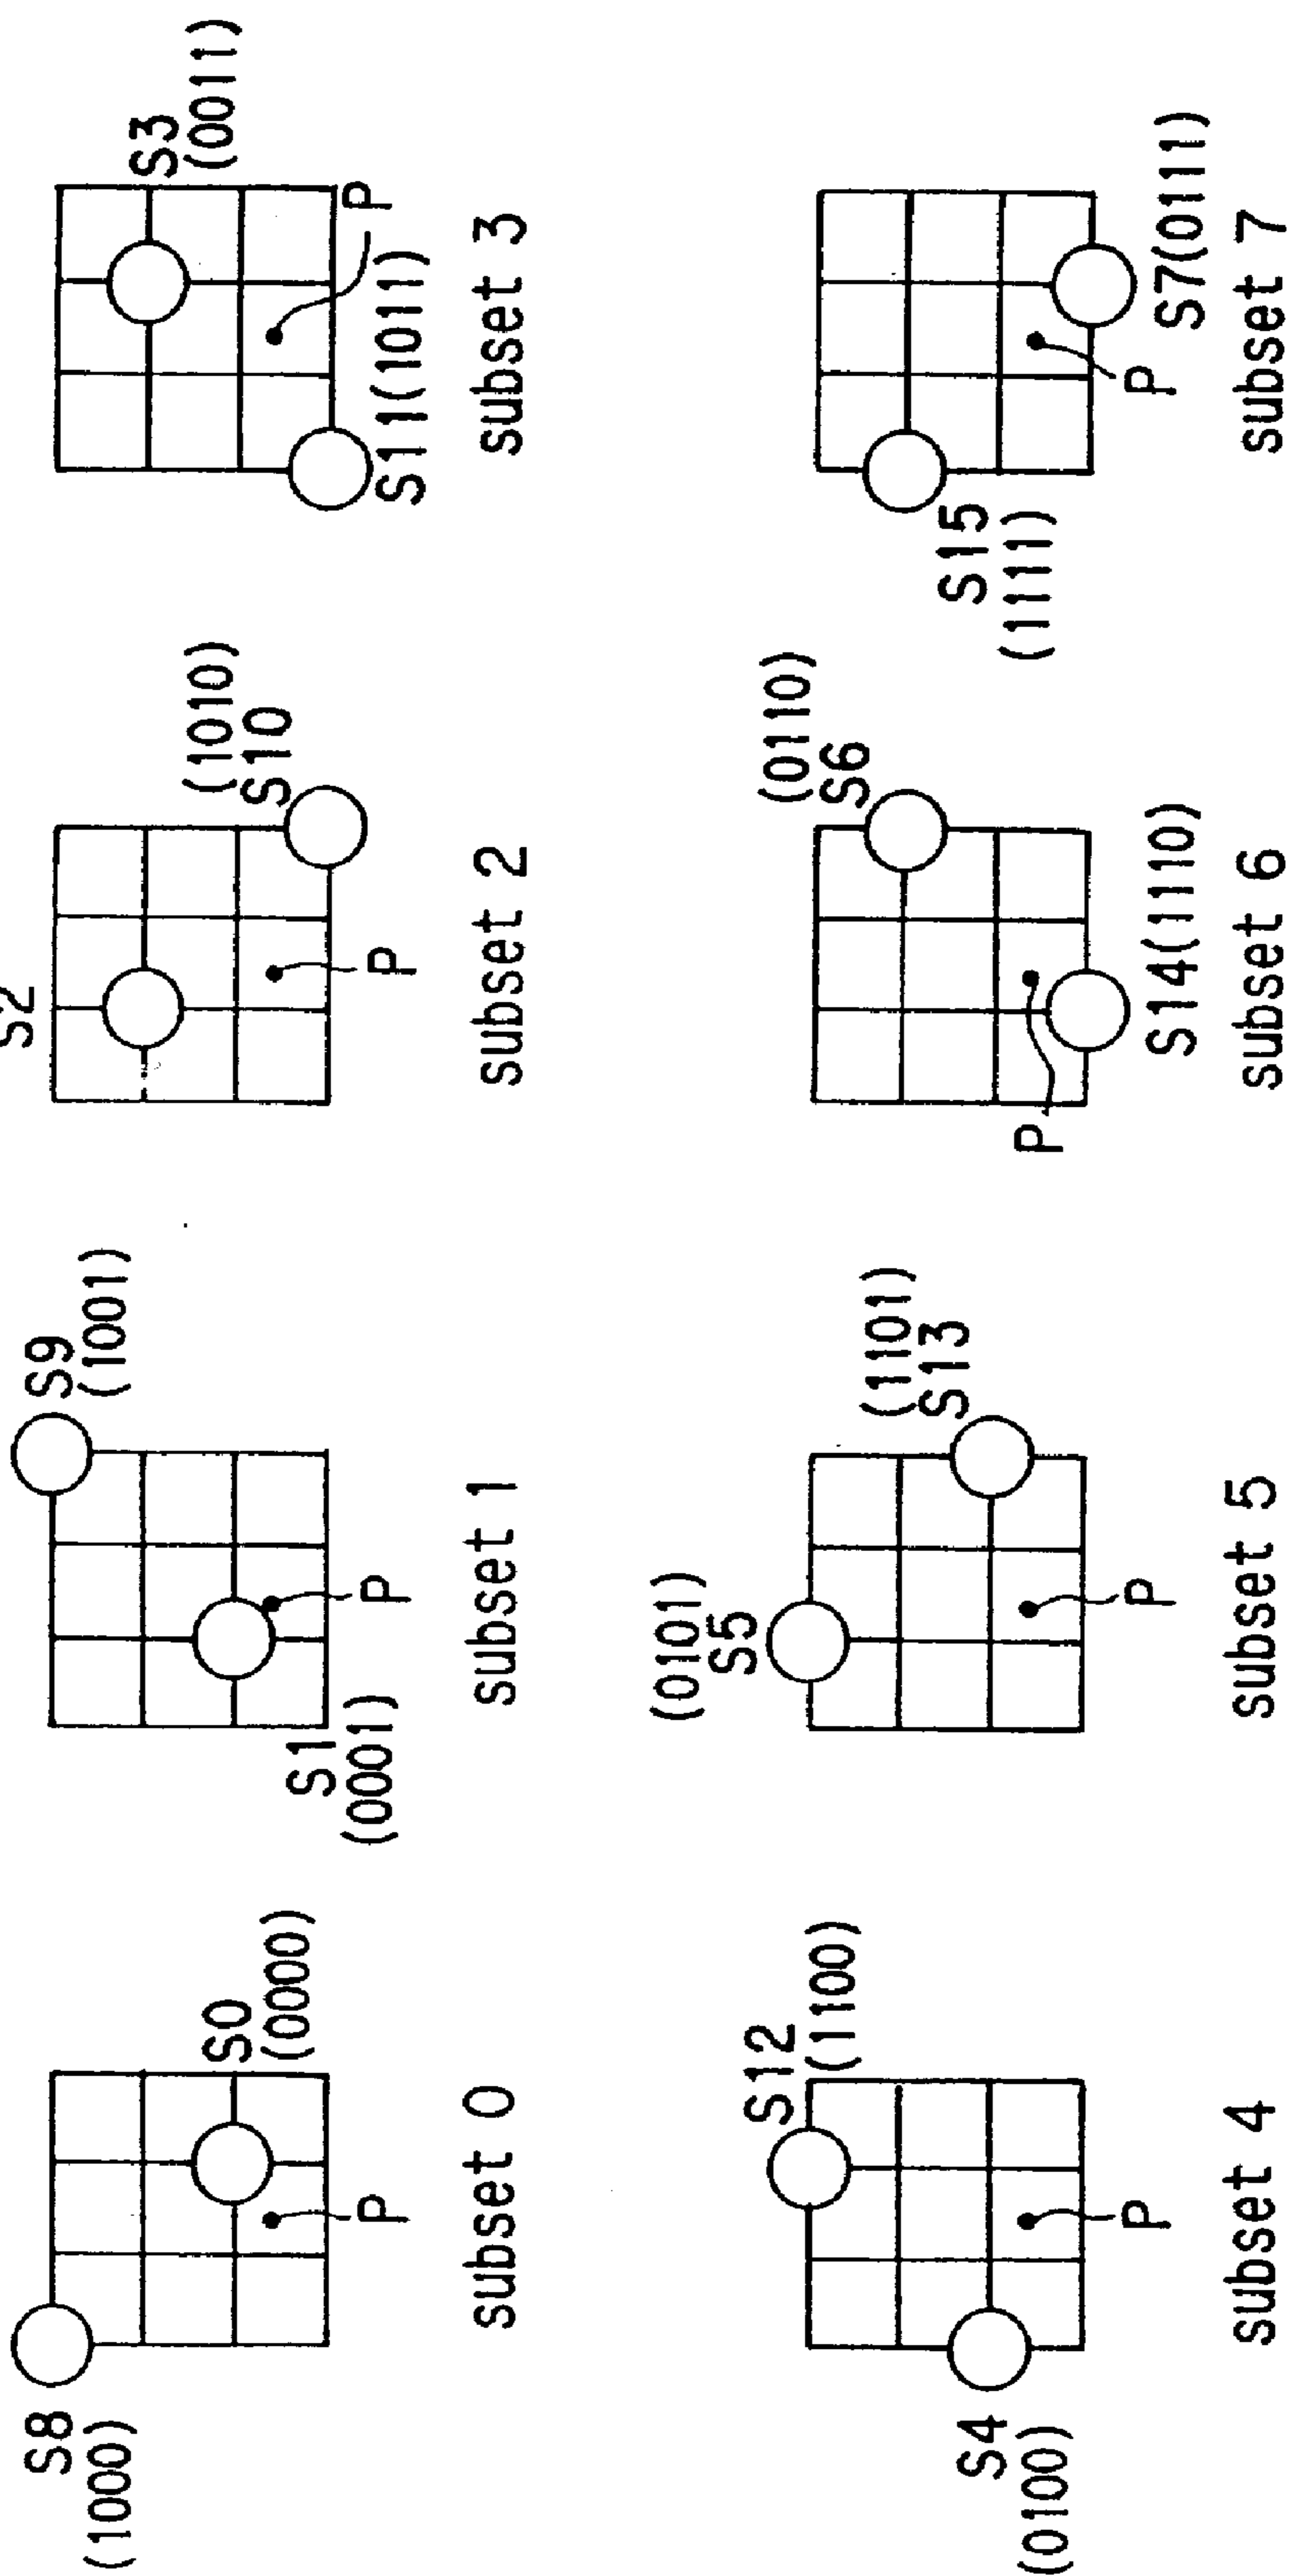 S8
(1000)
S0
(0000)
P
subset 0
S9
(1001)
S1
(0001)
P
subset 1
S2
(1010)
S10
P
subset 2
S3
(0011)
P
S11(1011)
subset 3
S12
(1100)
S4
(0100)
P
subset 4
(0101)
S5
(1101)
S13
P
subset 5
(0110)
S6
P
S14(1110)
subset 6
S15
(1111)
P
S7(0111)
subset 7